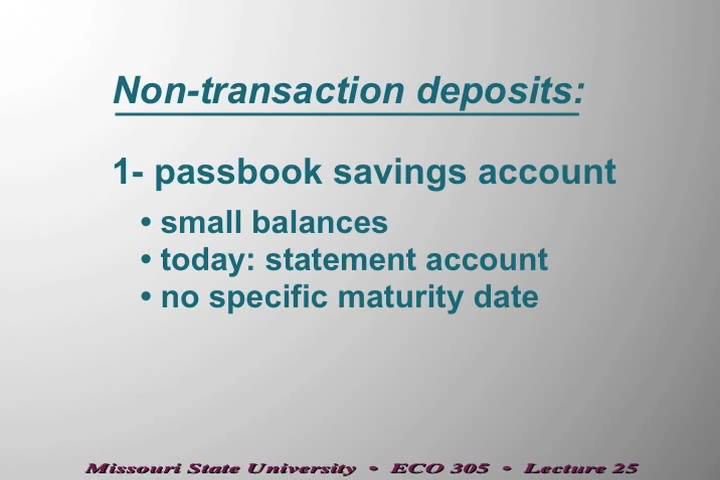 Non-transaction deposits:
1- passbook savings account
• small balances
• today: statement account
• no specific maturity date
Missouri State University • ECO 305 • Lecture 25